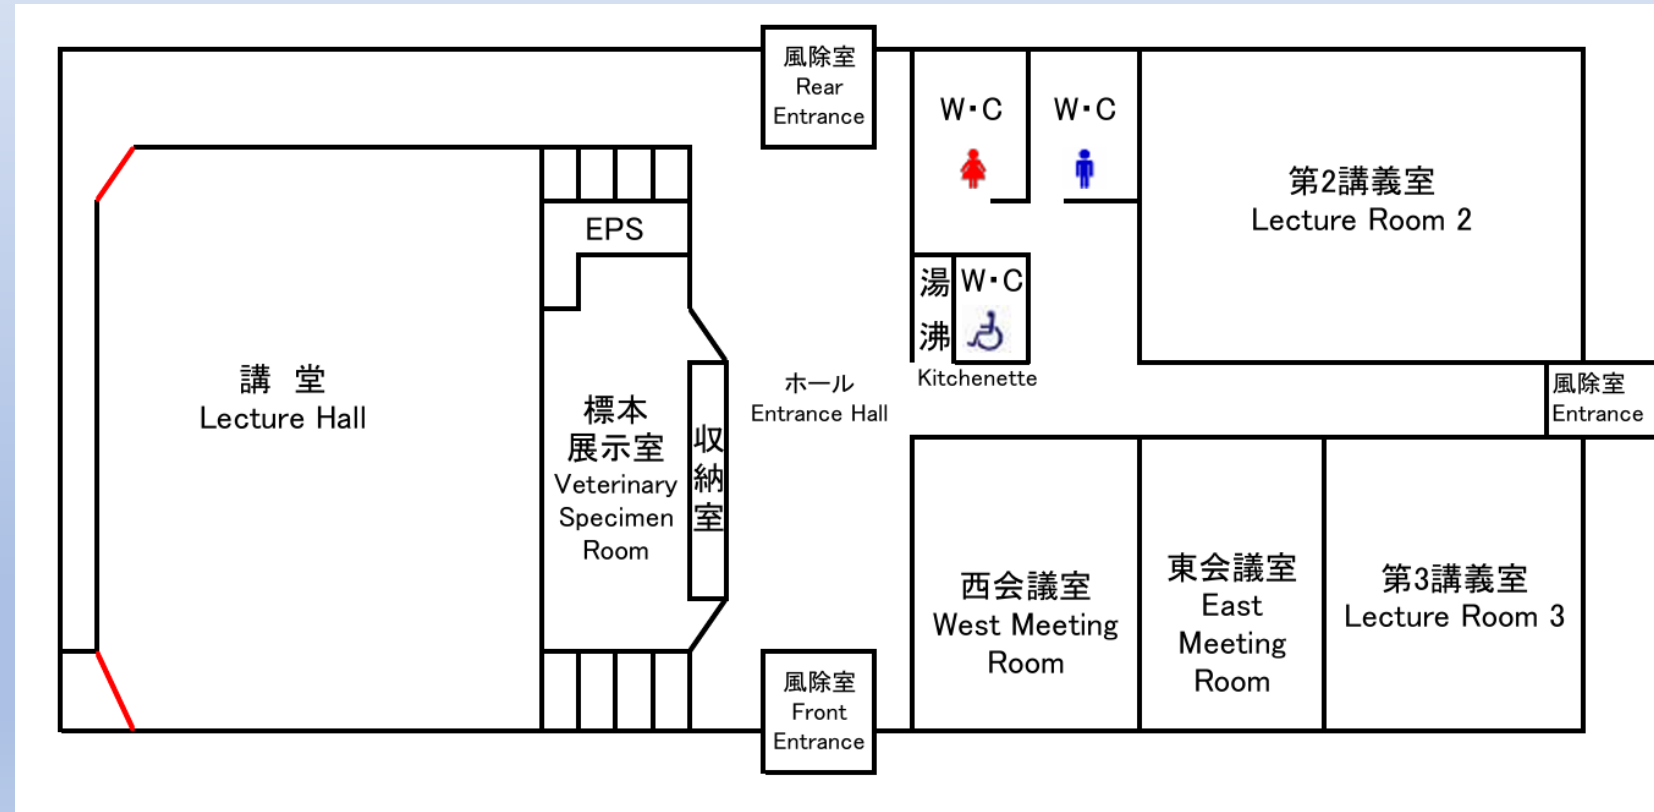 風除室
Rear
Entrance
W・C
W・C
第2講義室
Lecture Room 2
EPS
湯
沸
W・C
Kitchenette
講 堂
Lecture Hall
ホール
Entrance Hall
風除室
Entrance
標本
展示室
Veterinary
Specimen
Room
収
納
室
西会議室
West Meeting
Room
東会議室
East
Meeting
Room
第3講義室
Lecture Room 3
風除室
Front
Entrance